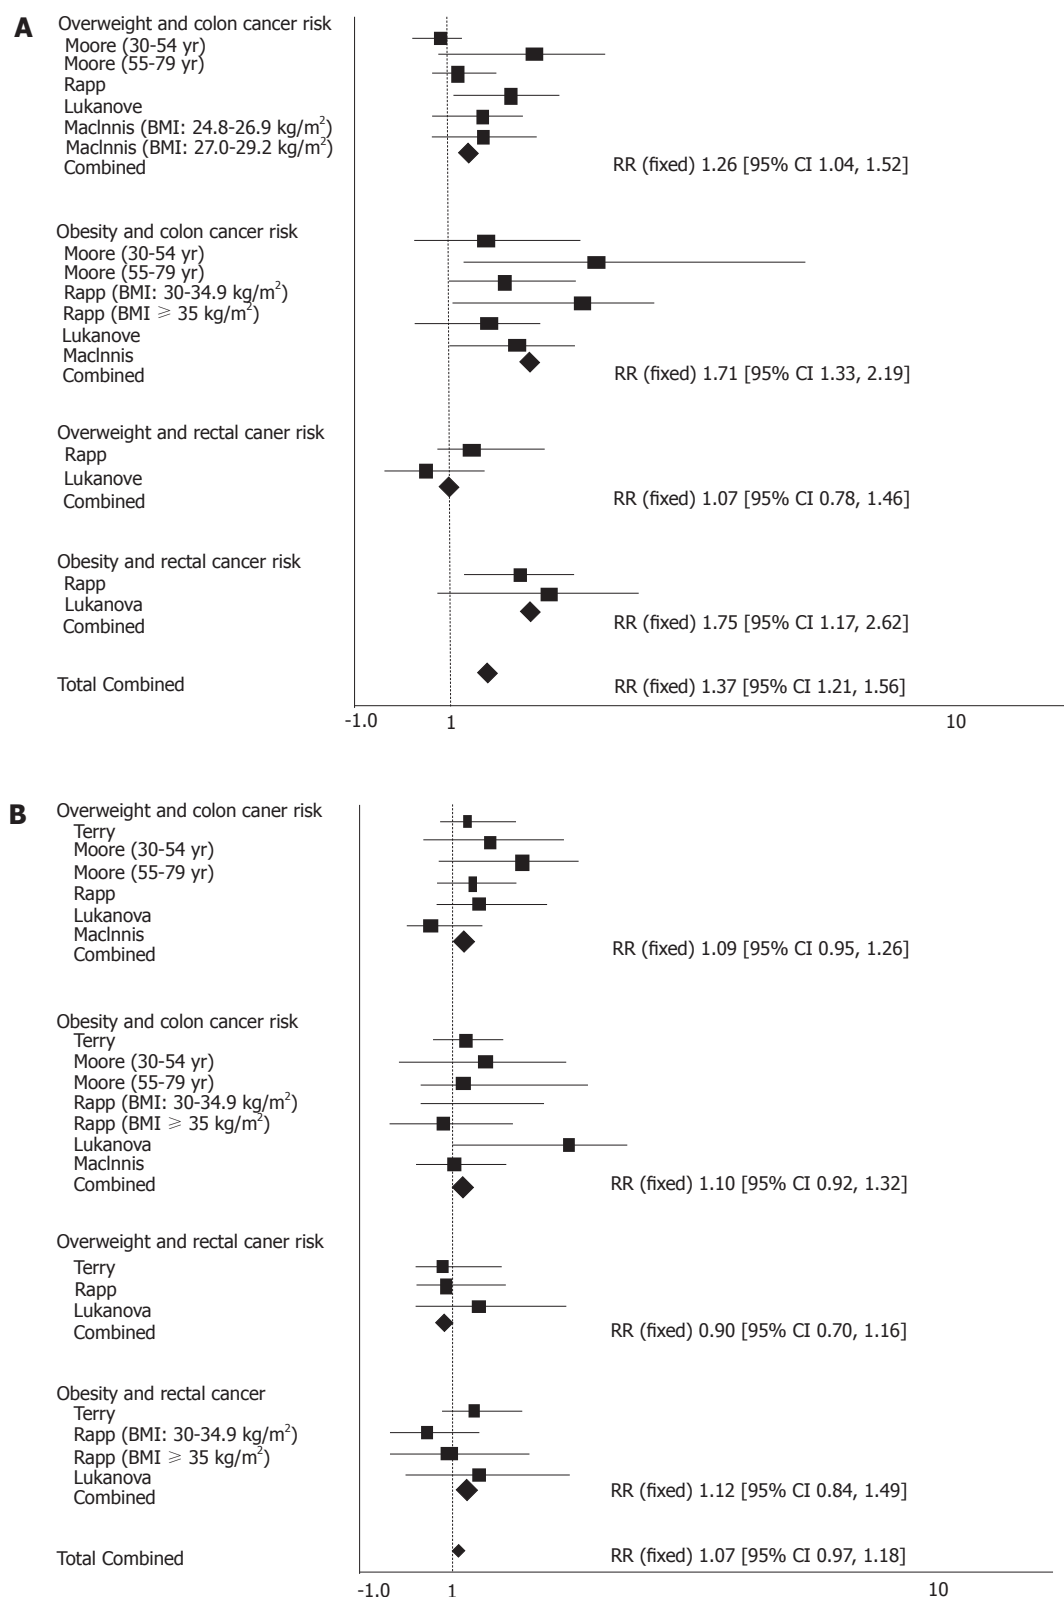 A
Overweight and colon cancer risk
Moore (30-54 yr)
Moore (55-79 yr)
Rapp
Lukanove
MacInnis (BMI: 24.8-26.9 kg/m²)
MacInnis (BMI: 27.0-29.2 kg/m²)
Combined RR (fixed) 1.26 [95% CI 1.04, 1.52]
Obesity and colon cancer risk
Moore (30-54 yr)
Moore (55-79 yr)
Rapp (BMI: 30-34.9 kg/m²)
Rapp (BMI ⩾ 35 kg/m²)
Lukanove
MacInnis
Combined RR (fixed) 1.71 [95% CI 1.33, 2.19]
Overweight and rectal caner risk
Rapp
Lukanove
Combined RR (fixed) 1.07 [95% CI 0.78, 1.46]
Obesity and rectal cancer risk
Rapp
Lukanova
Combined RR (fixed) 1.75 [95% CI 1.17, 2.62]
Total Combined RR (fixed) 1.37 [95% CI 1.21, 1.56]
-1.0 1 10
B
Overweight and colon caner risk
Terry
Moore (30-54 yr)
Moore (55-79 yr)
Rapp
Lukanova
MacInnis
Combined RR (fixed) 1.09 [95% CI 0.95, 1.26]
Obesity and colon cancer risk
Terry
Moore (30-54 yr)
Moore (55-79 yr)
Rapp (BMI: 30-34.9 kg/m²)
Rapp (BMI ⩾ 35 kg/m²)
Lukanova
MacInnis
Combined RR (fixed) 1.10 [95% CI 0.92, 1.32]
Overweight and rectal caner risk
Terry
Rapp
Lukanova
Combined RR (fixed) 0.90 [95% CI 0.70, 1.16]
Obesity and rectal cancer
Terry
Rapp (BMI: 30-34.9 kg/m²)
Rapp (BMI ⩾ 35 kg/m²)
Lukanova
Combined RR (fixed) 1.12 [95% CI 0.84, 1.49]
Total Combined RR (fixed) 1.07 [95% CI 0.97, 1.18]
-1.0 1 10